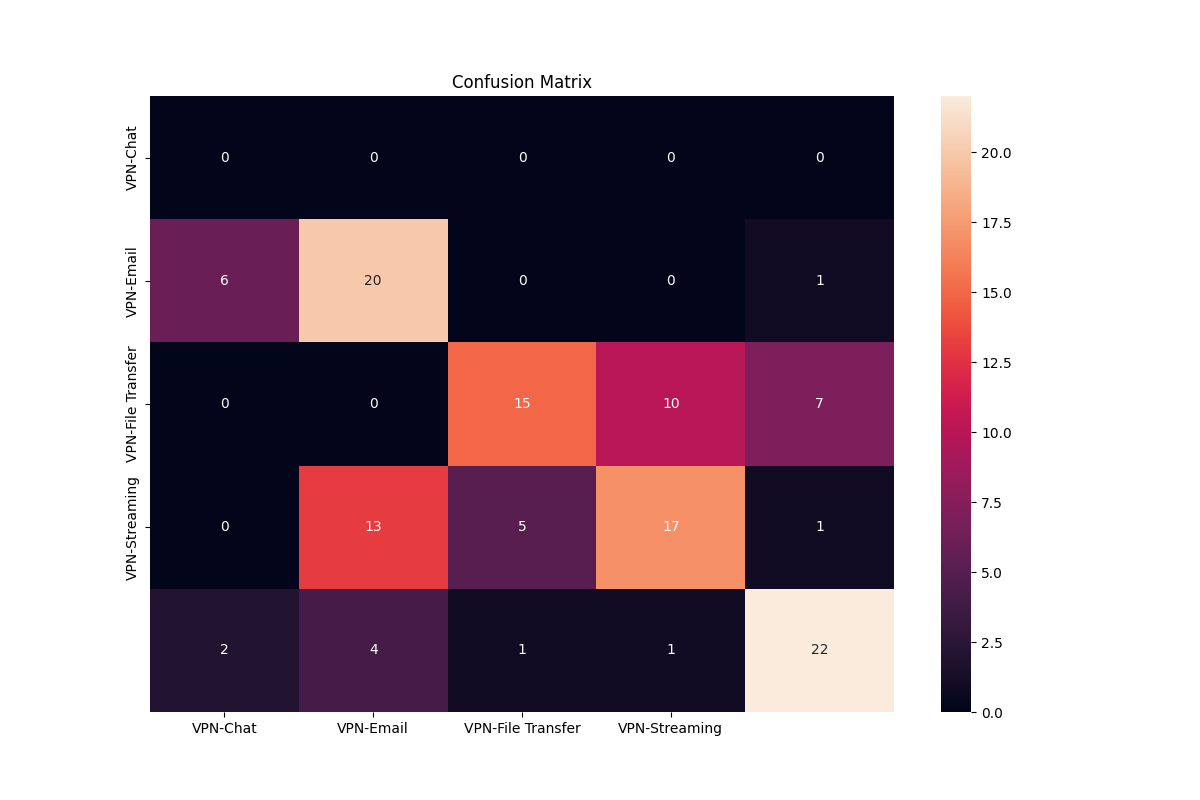 Confusion Matrix
VPN-Chat
0 0 0 0 0
VPN-Email
6 20 0 0 1
VPN-File Transfer
0 0 15 10 7
VPN-Streaming
0 13 5 17 1
2 4 1 1 22
VPN-Chat VPN-Email VPN-File Transfer VPN-Streaming
20.0
17.5
15.0
12.5
10.0
7.5
5.0
2.5
0.0